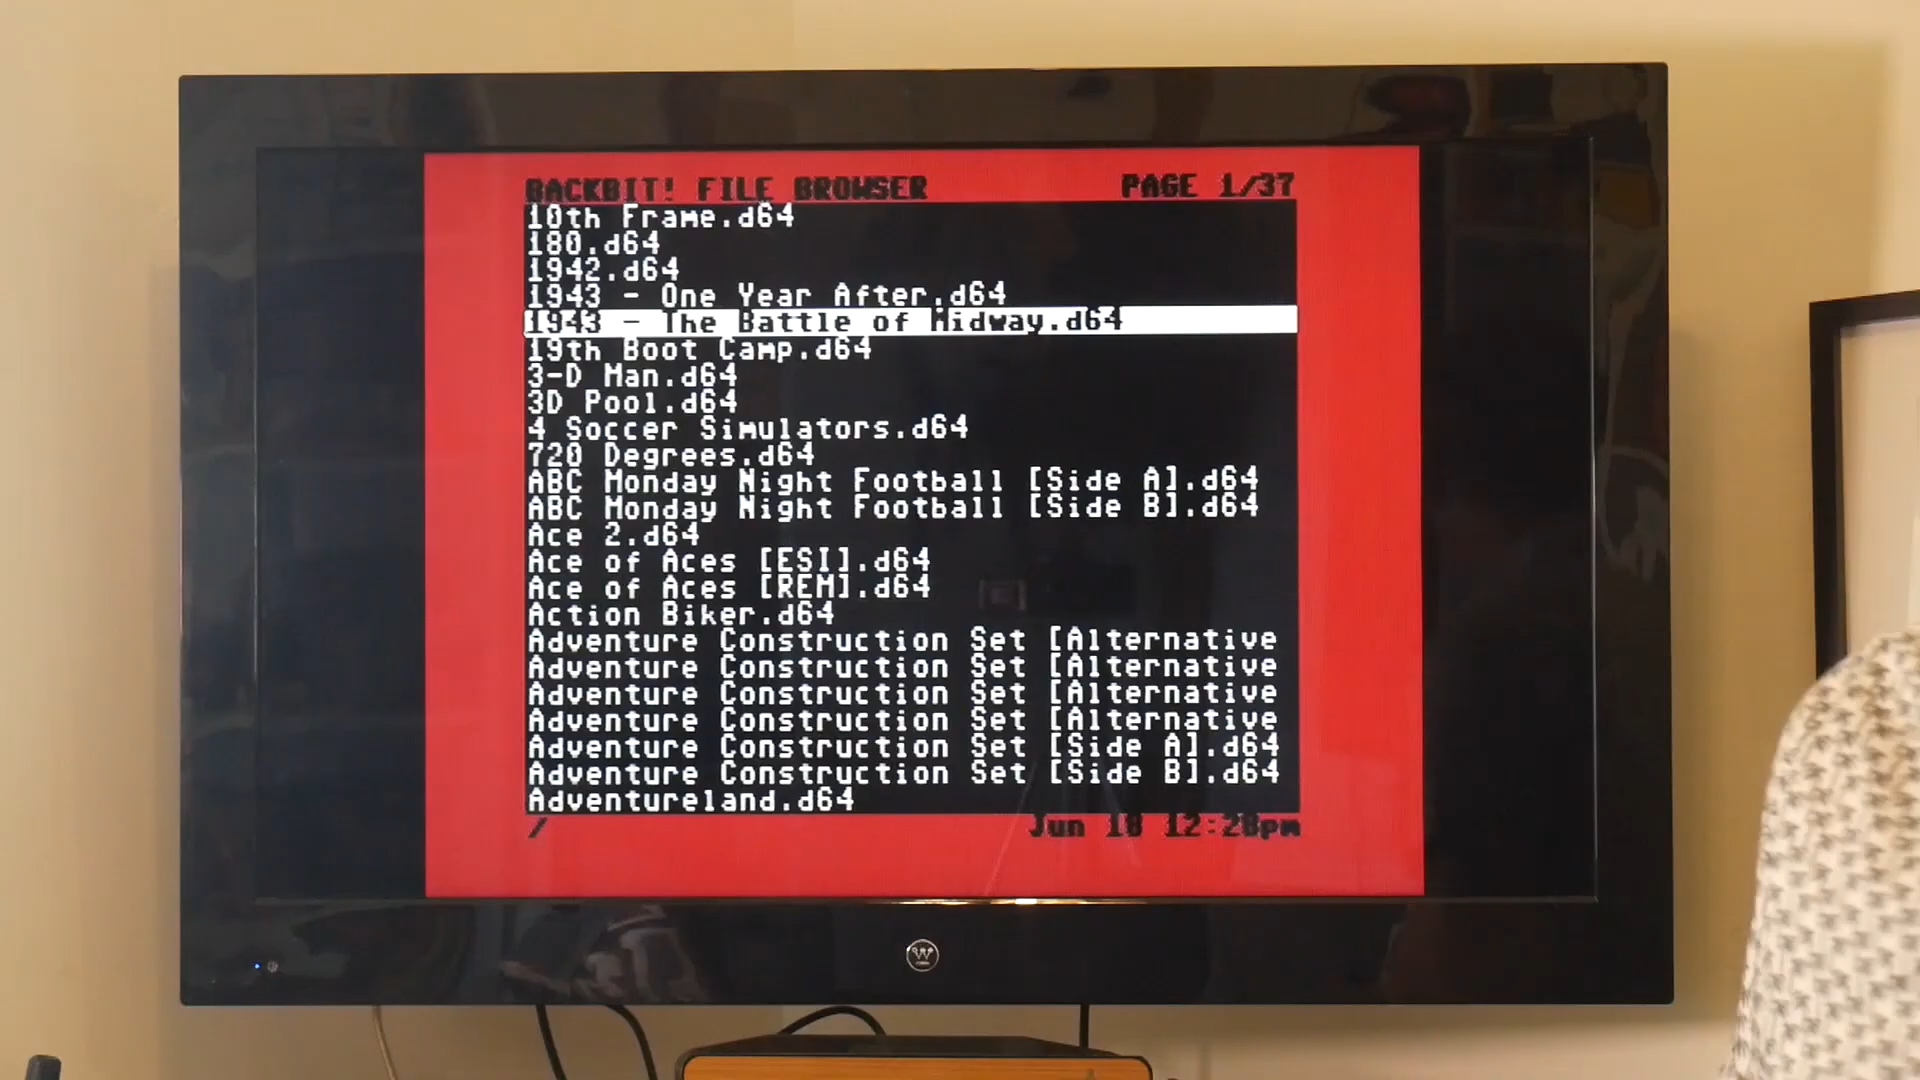 BACKBIT! FILE BROWSER PAGE 1/37
10th Frame.d64
180.d64
1942.d64
1943 - One Year After.d64
1943 - The Battle of Midway.d64
19th Boot Camp.d64
3-D Man.d64
3D Pool.d64
4 Soccer Simulators.d64
720 Degrees.d64
ABC Monday Night Football [Side A].d64
ABC Monday Night Football [Side B].d64
Ace 2.d64
Ace of Aces [ESI].d64
Ace of Aces [REM].d64
Action Biker.d64
Adventure Construction Set [Alternative
Adventure Construction Set [Alternative
Adventure Construction Set [Alternative
Adventure Construction Set [Alternative
Adventure Construction Set [Side A].d64
Adventure Construction Set [Side B].d64
Adventureland.d64
/ Jun 18 12:28pm
W